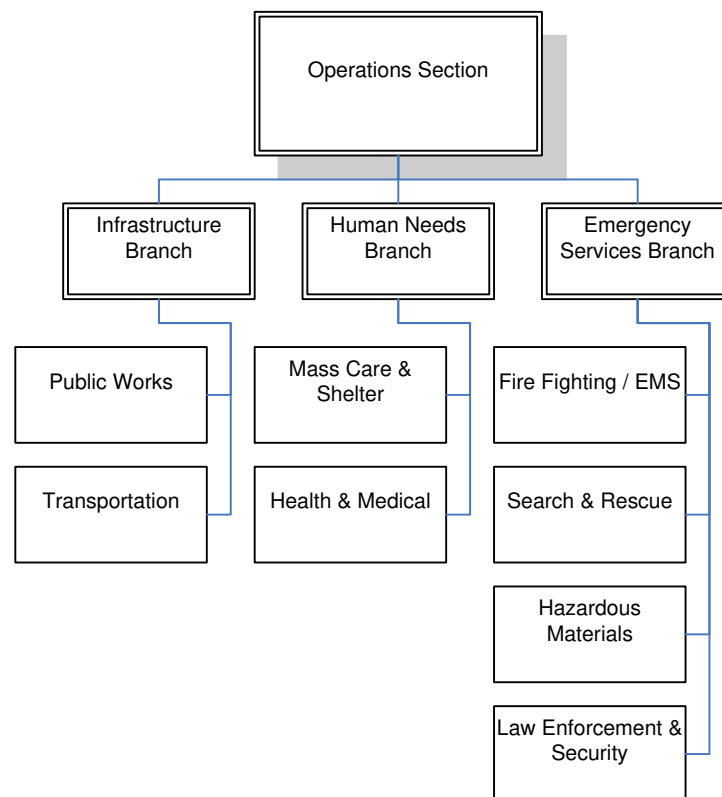 Operations Section
Infrastructure
Branch
Human Needs
Branch
Emergency
Services Branch
Public Works
Mass Care &
Shelter
Fire Fighting / EMS
Transportation
Health & Medical
Search & Rescue
Hazardous
Materials
Law Enforcement &
Security